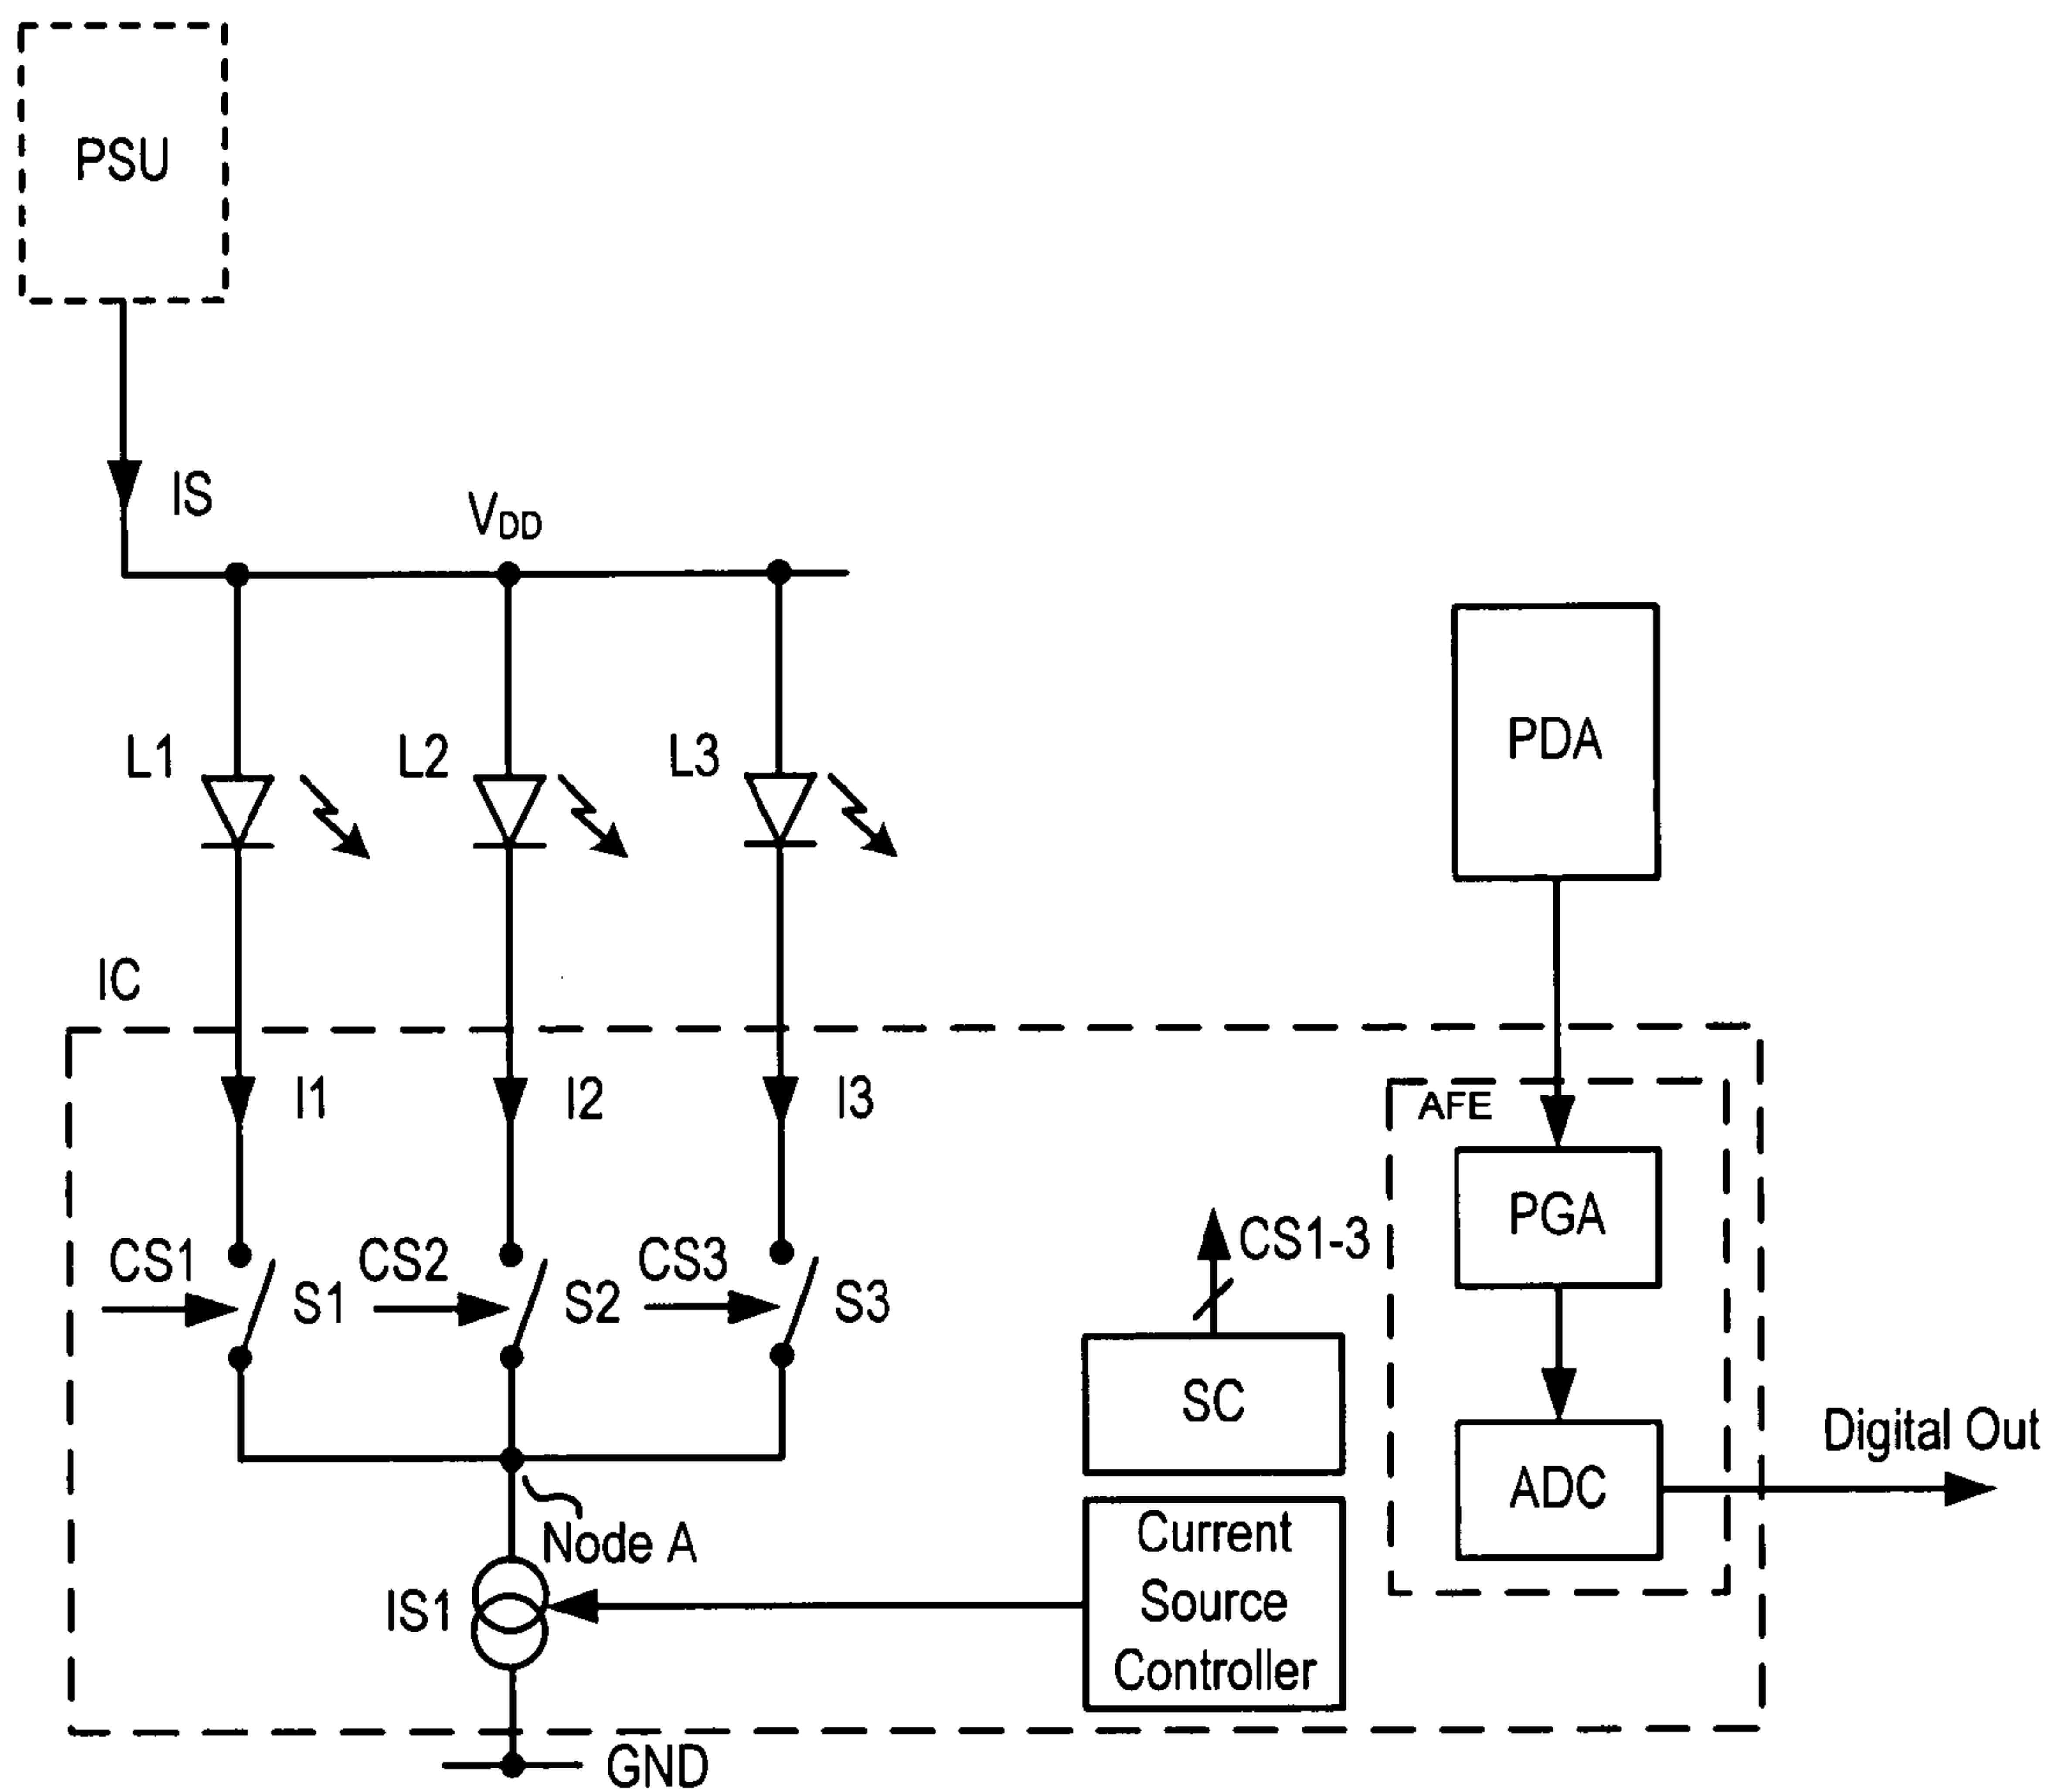 PSU
IS
VDD
L1
L2
L3
PDA
IC
I1
I2
I3
AFE
PGA
CS1
S1
CS2
S2
CS3
S3
CS1-3
SC
Digital Out
ADC
Node A
IS1
Current
Source
Controller
GND